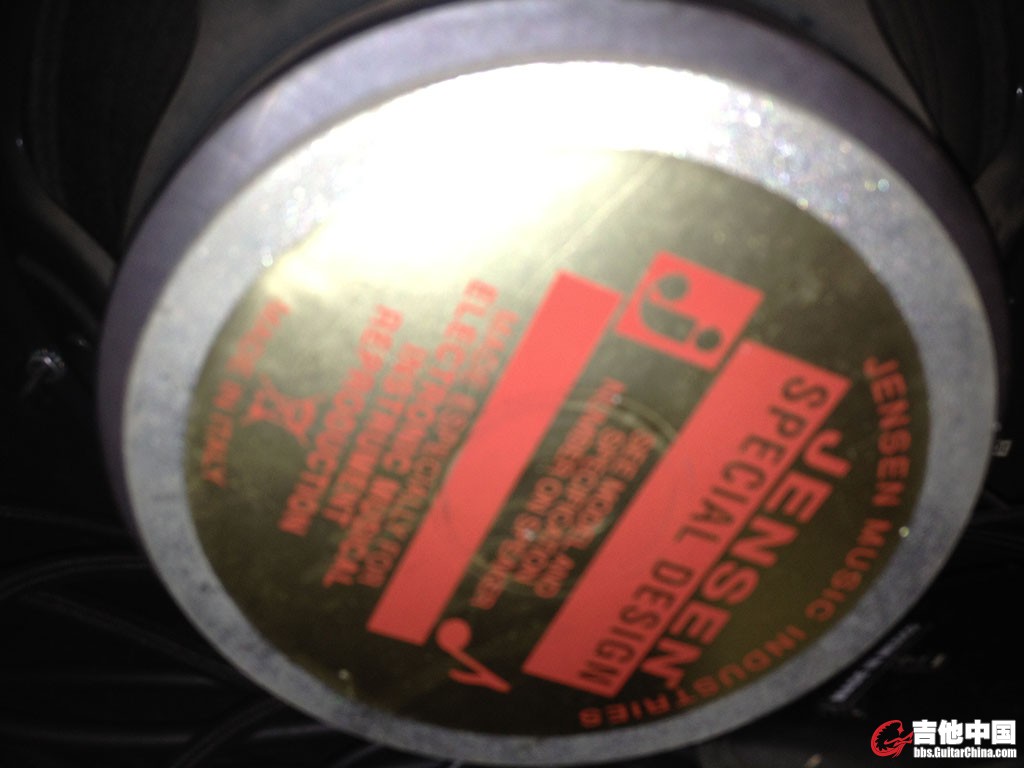 JENSEN MUSIC INDUSTRIES
JENSEN
SPECIAL DESIGN
J
SEE MODEL AND
SPECIFICATION
NUMBER ON SPEAKER
MADE ESPECIALLY FOR
ELECTRONIC MUSICAL
INSTRUMENT
REPRODUCTION
MADE IN ITALY
吉他中国
bbs.GuitarChina.com